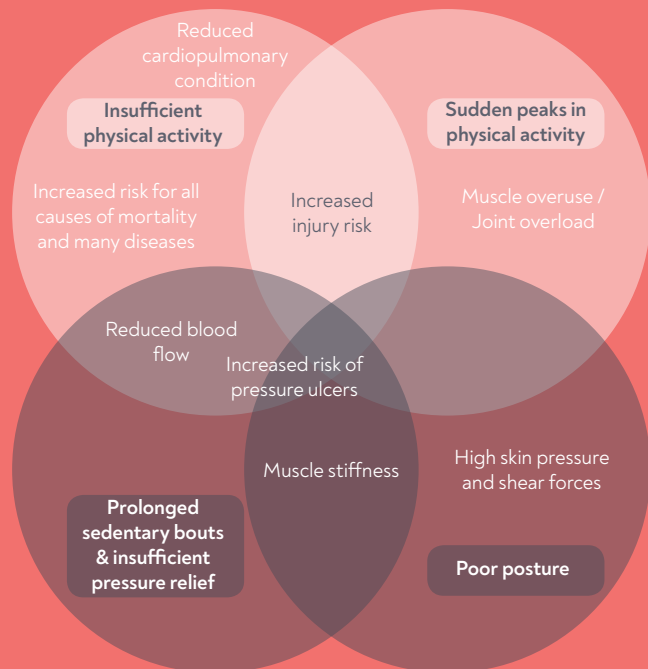 Reduced
cardiopulmonary
condition
Insufficient
physical activity
Sudden peaks in
physical activity
Increased risk for all
causes of mortality
and many diseases
Increased
injury risk
Muscle overuse /
Joint overload
Reduced blood
flow
Increased risk of
pressure ulcers
Muscle stiffness
High skin pressure
and shear forces
Prolonged
sedentary bouts
& insufficient
pressure relief
Poor posture